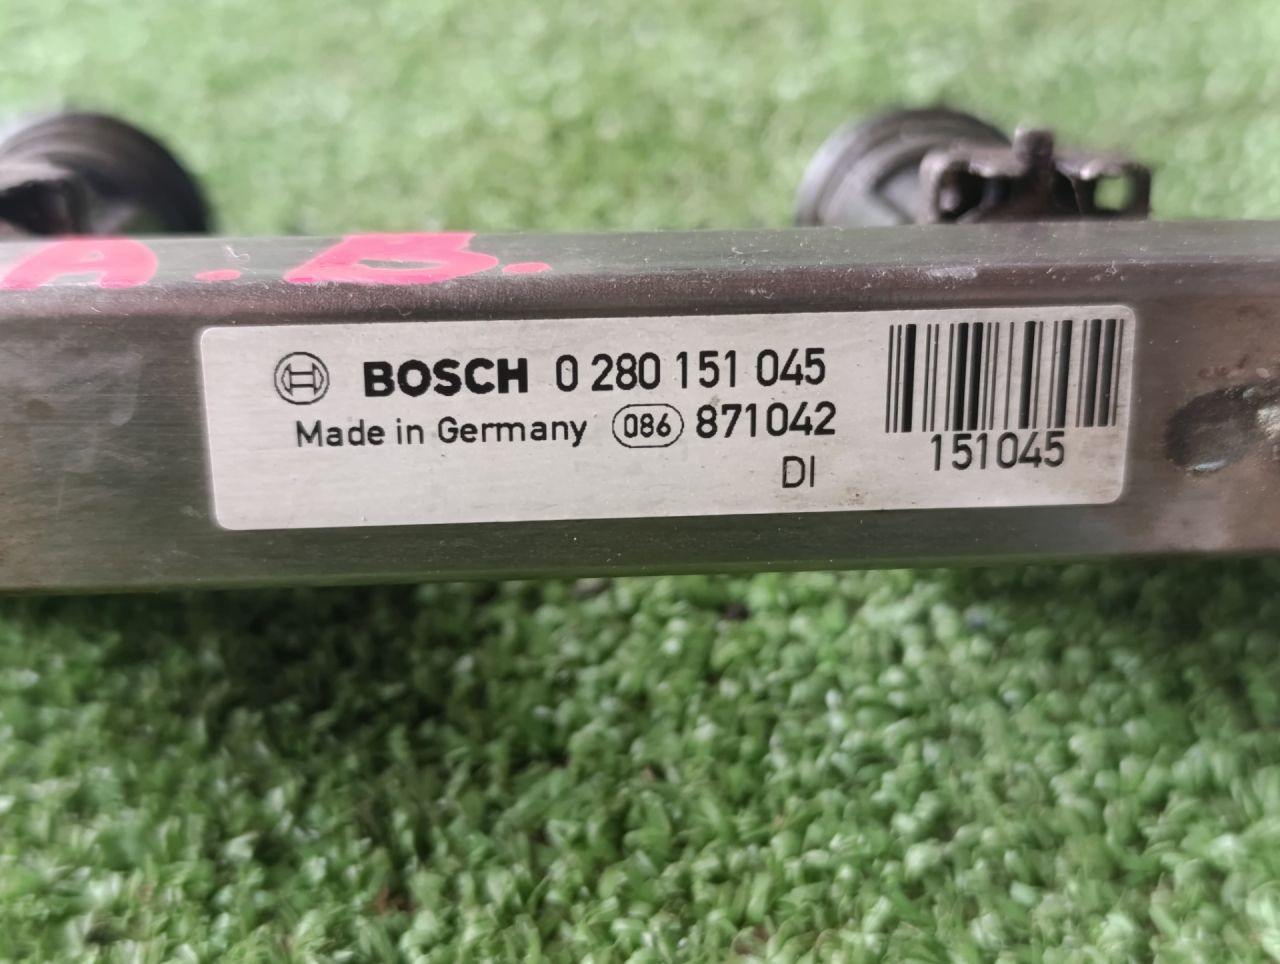 A. B.
BOSCH 0 280 151 045
Made in Germany 086 871042
DI
151045